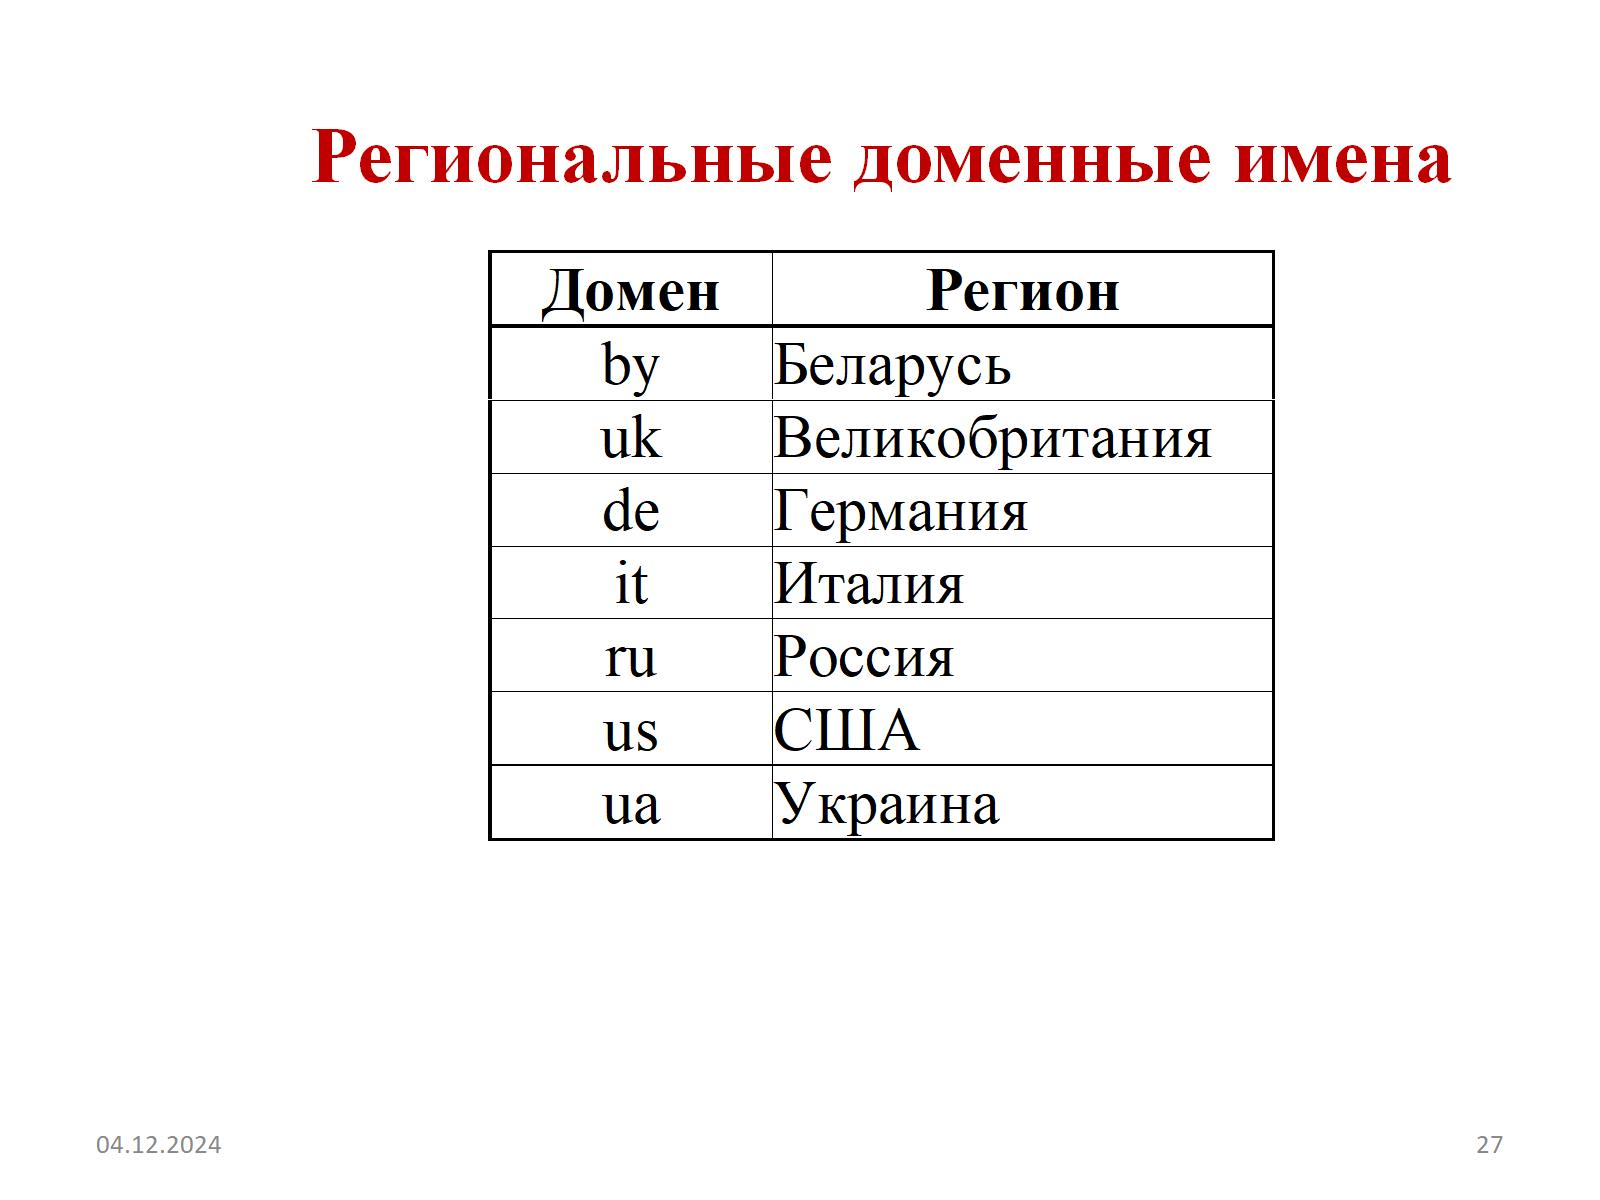 Региональные доменные имена
Домен Регион
by Беларусь
uk Великобритания
de Германия
it Италия
ru Россия
us США
ua Украина
04.12.2024 27